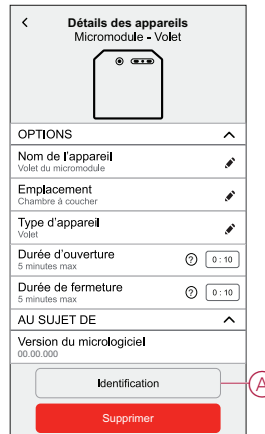 Détails des appareils
Micromodule - Volet
OPTIONS
Nom de l'appareil
Volet du micromodule
Emplacement
Chambre à coucher
Type d'appareil
Volet
Durée d'ouverture
5 minutes max
0 : 10
Durée de fermeture
5 minutes max
0 : 10
AU SUJET DE
Version du micrologiciel
00.00.000
Identification
A
Supprimer